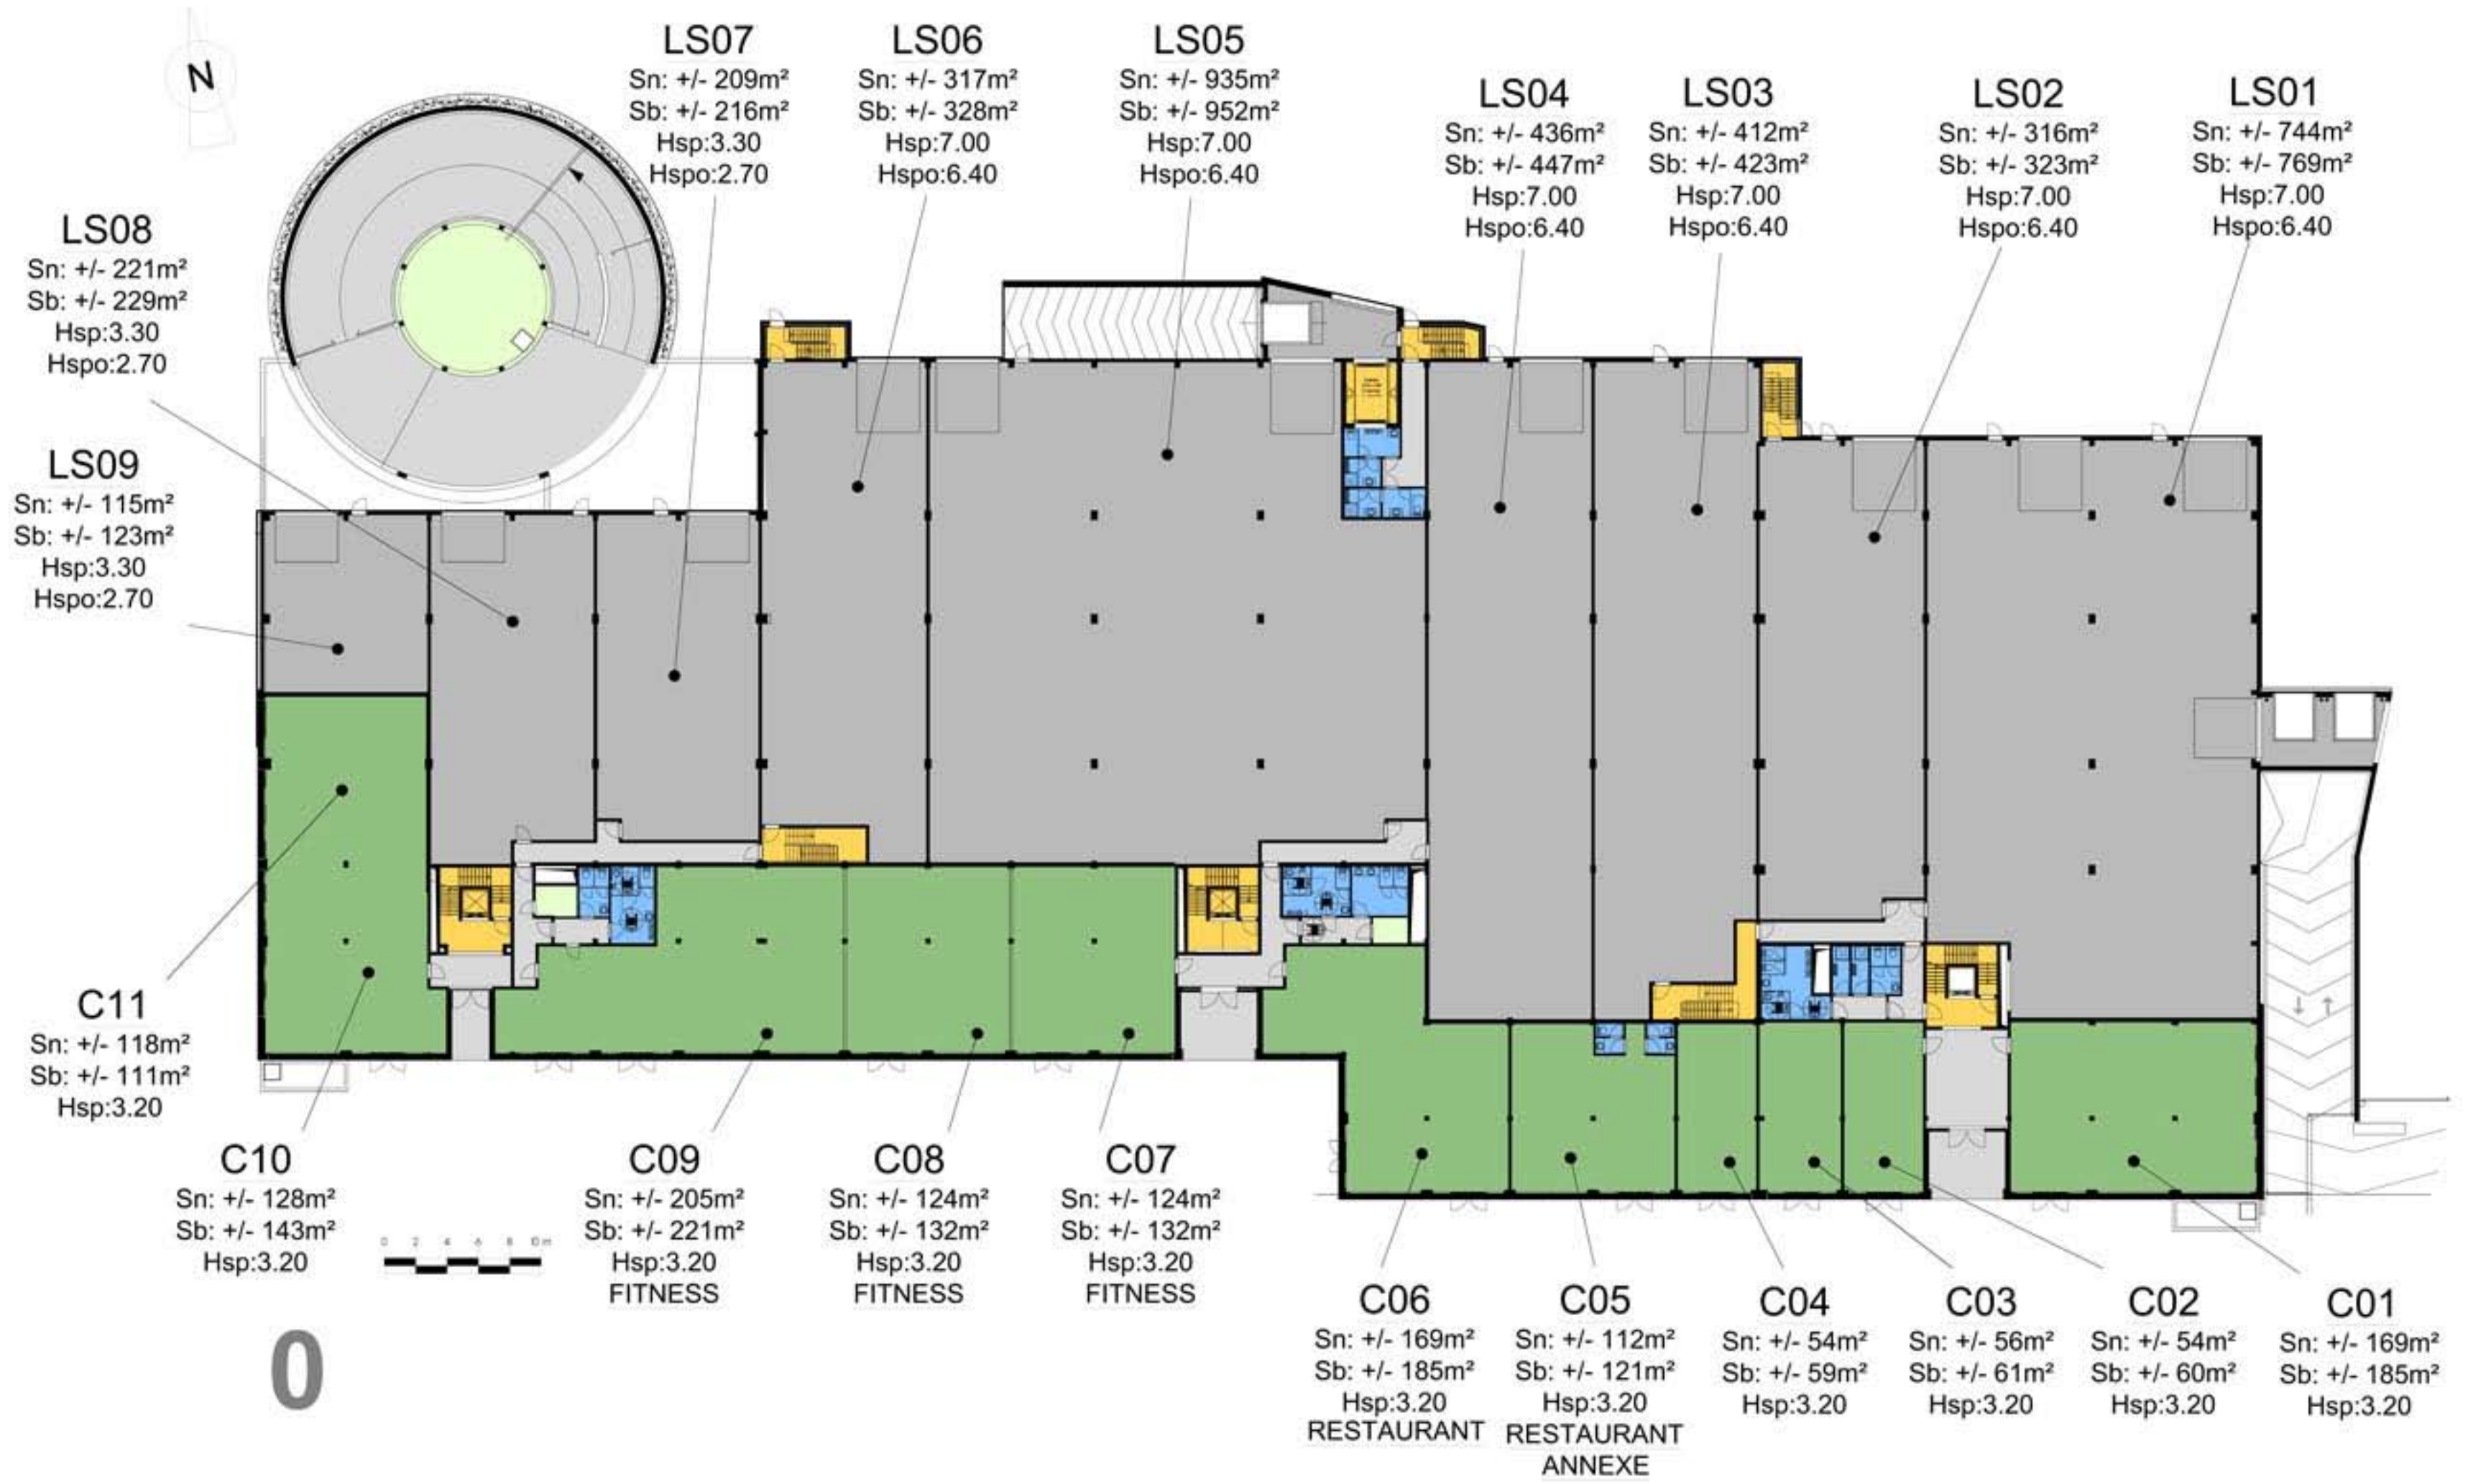 N
LS07
Sn: +/- 209m²
Sb: +/- 216m²
Hsp:3.30
Hspo:2.70
LS06
Sn: +/- 317m²
Sb: +/- 328m²
Hsp:7.00
Hspo:6.40
LS05
Sn: +/- 935m²
Sb: +/- 952m²
Hsp:7.00
Hspo:6.40
LS04
Sn: +/- 436m²
Sb: +/- 447m²
Hsp:7.00
Hspo:6.40
LS03
Sn: +/- 412m²
Sb: +/- 423m²
Hsp:7.00
Hspo:6.40
LS02
Sn: +/- 316m²
Sb: +/- 323m²
Hsp:7.00
Hspo:6.40
LS01
Sn: +/- 744m²
Sb: +/- 769m²
Hsp:7.00
Hspo:6.40
LS08
Sn: +/- 221m²
Sb: +/- 229m²
Hsp:3.30
Hspo:2.70
LS09
Sn: +/- 115m²
Sb: +/- 123m²
Hsp:3.30
Hspo:2.70
C11
Sn: +/- 118m²
Sb: +/- 111m²
Hsp:3.20
C10
Sn: +/- 128m²
Sb: +/- 143m²
Hsp:3.20
0 2 4 6 8 10 m
C09
Sn: +/- 205m²
Sb: +/- 221m²
Hsp:3.20
FITNESS
C08
Sn: +/- 124m²
Sb: +/- 132m²
Hsp:3.20
FITNESS
C07
Sn: +/- 124m²
Sb: +/- 132m²
Hsp:3.20
FITNESS
C06
Sn: +/- 169m²
Sb: +/- 185m²
Hsp:3.20
RESTAURANT
C05
Sn: +/- 112m²
Sb: +/- 121m²
Hsp:3.20
RESTAURANT
ANNEXE
C04
Sn: +/- 54m²
Sb: +/- 59m²
Hsp:3.20
C03
Sn: +/- 56m²
Sb: +/- 61m²
Hsp:3.20
C02
Sn: +/- 54m²
Sb: +/- 60m²
Hsp:3.20
C01
Sn: +/- 169m²
Sb: +/- 185m²
Hsp:3.20
0